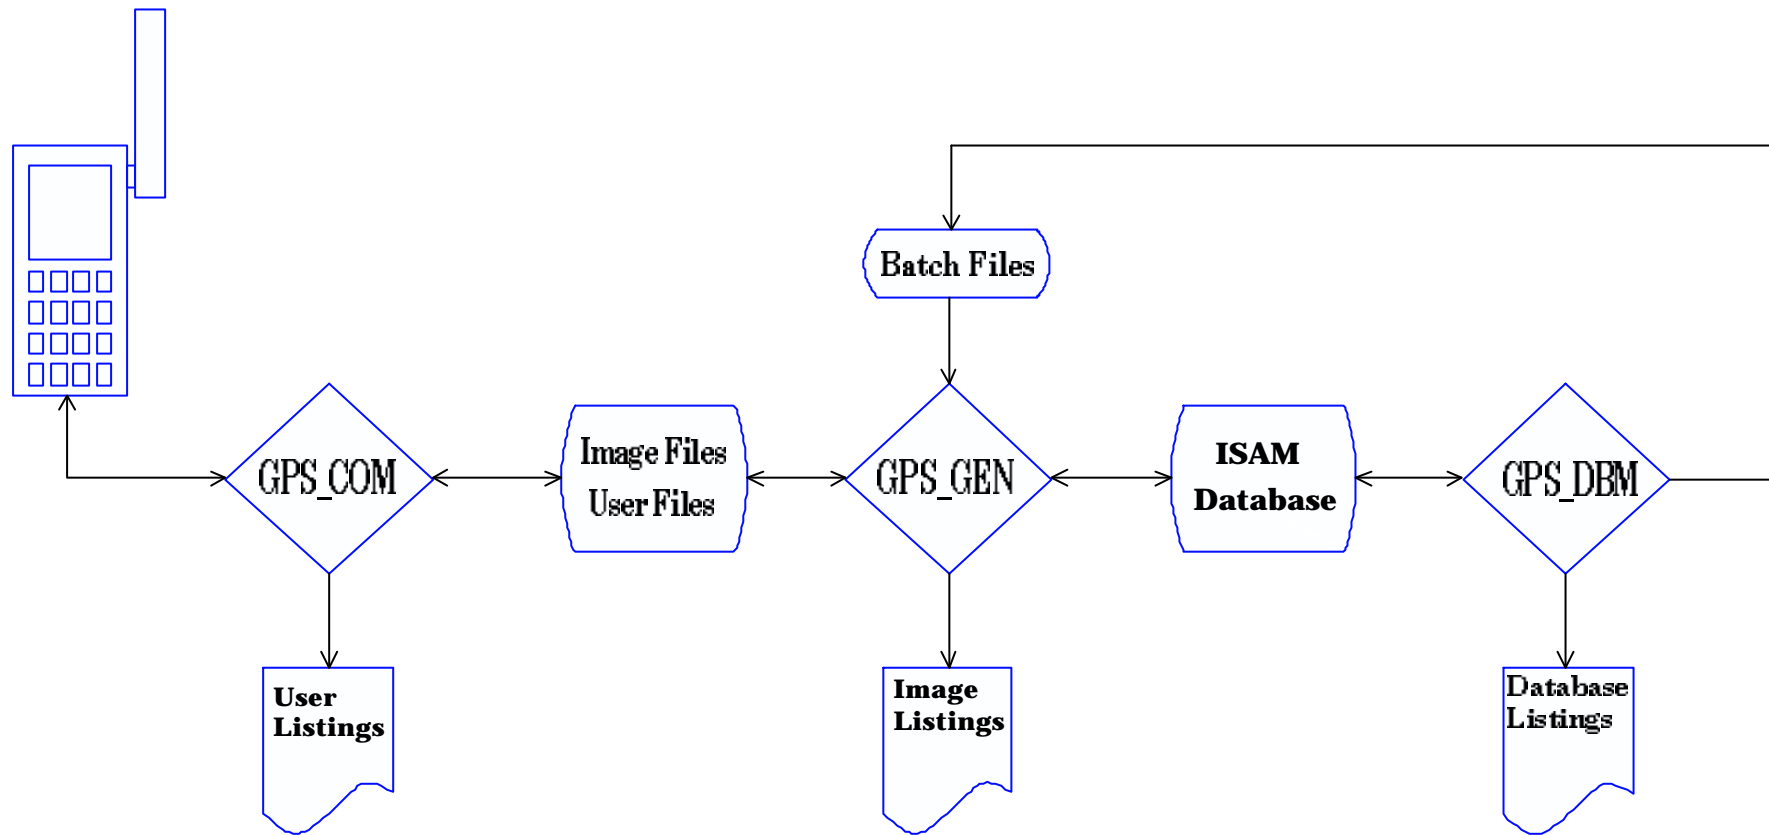 Batch Files
GPS_COM
Image Files
User Files
GPS_GEN
ISAM
Database
GPS_DBM
User
Listings
Image
Listings
Database
Listings